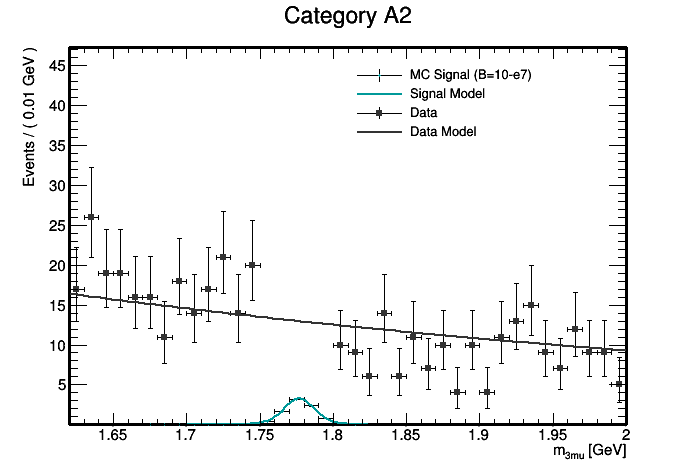 Category A2
Events / ( 0.01 GeV )
45
40
35
30
25
20
15
10
5
MC Signal (B=10-e7)
Signal Model
Data
Data Model
1.65 1.7 1.75 1.8 1.85 1.9 1.95 2
m3mu [GeV]